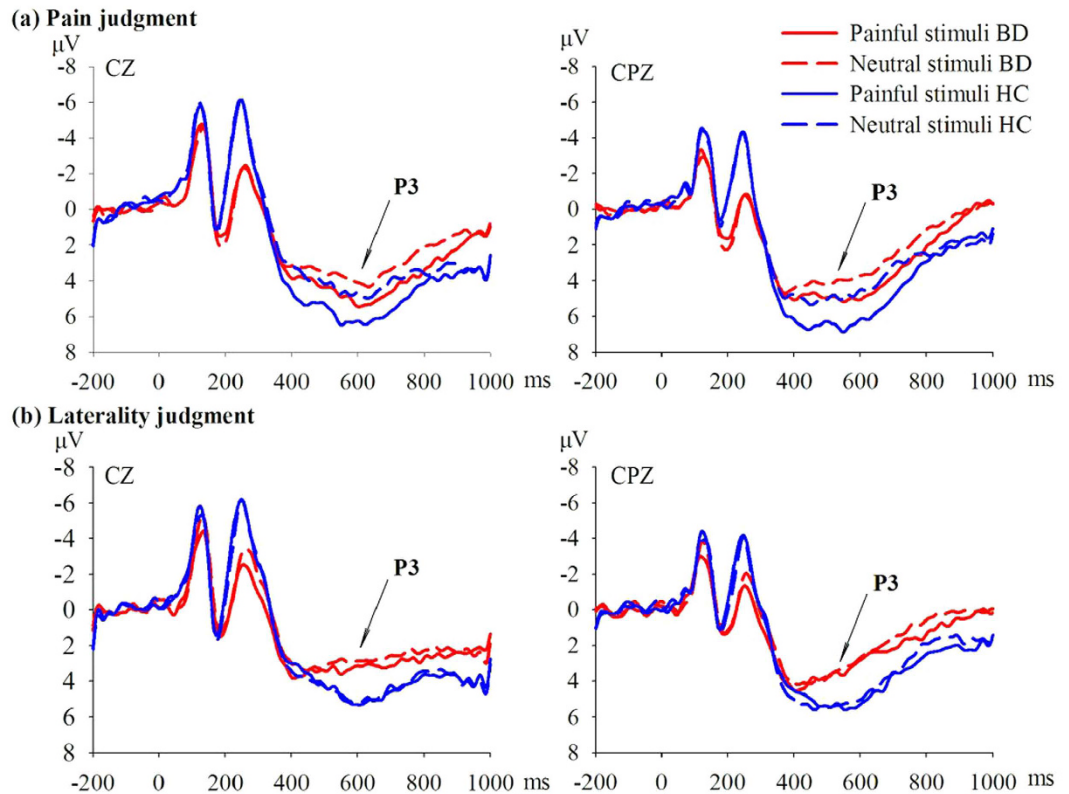 (a) Pain judgment
μV
-8
-6
-4
-2
0
2
4
6
8
CZ
P3
-200 0 200 400 600 800 1000 ms
μV
-8
-6
-4
-2
0
2
4
6
8
CPZ
P3
-200 0 200 400 600 800 1000 ms
Painful stimuli BD
Neutral stimuli BD
Painful stimuli HC
Neutral stimuli HC
(b) Laterality judgment
μV
-8
-6
-4
-2
0
2
4
6
8
CZ
P3
-200 0 200 400 600 800 1000 ms
μV
-8
-6
-4
-2
0
2
4
6
8
CPZ
P3
-200 0 200 400 600 800 1000 ms